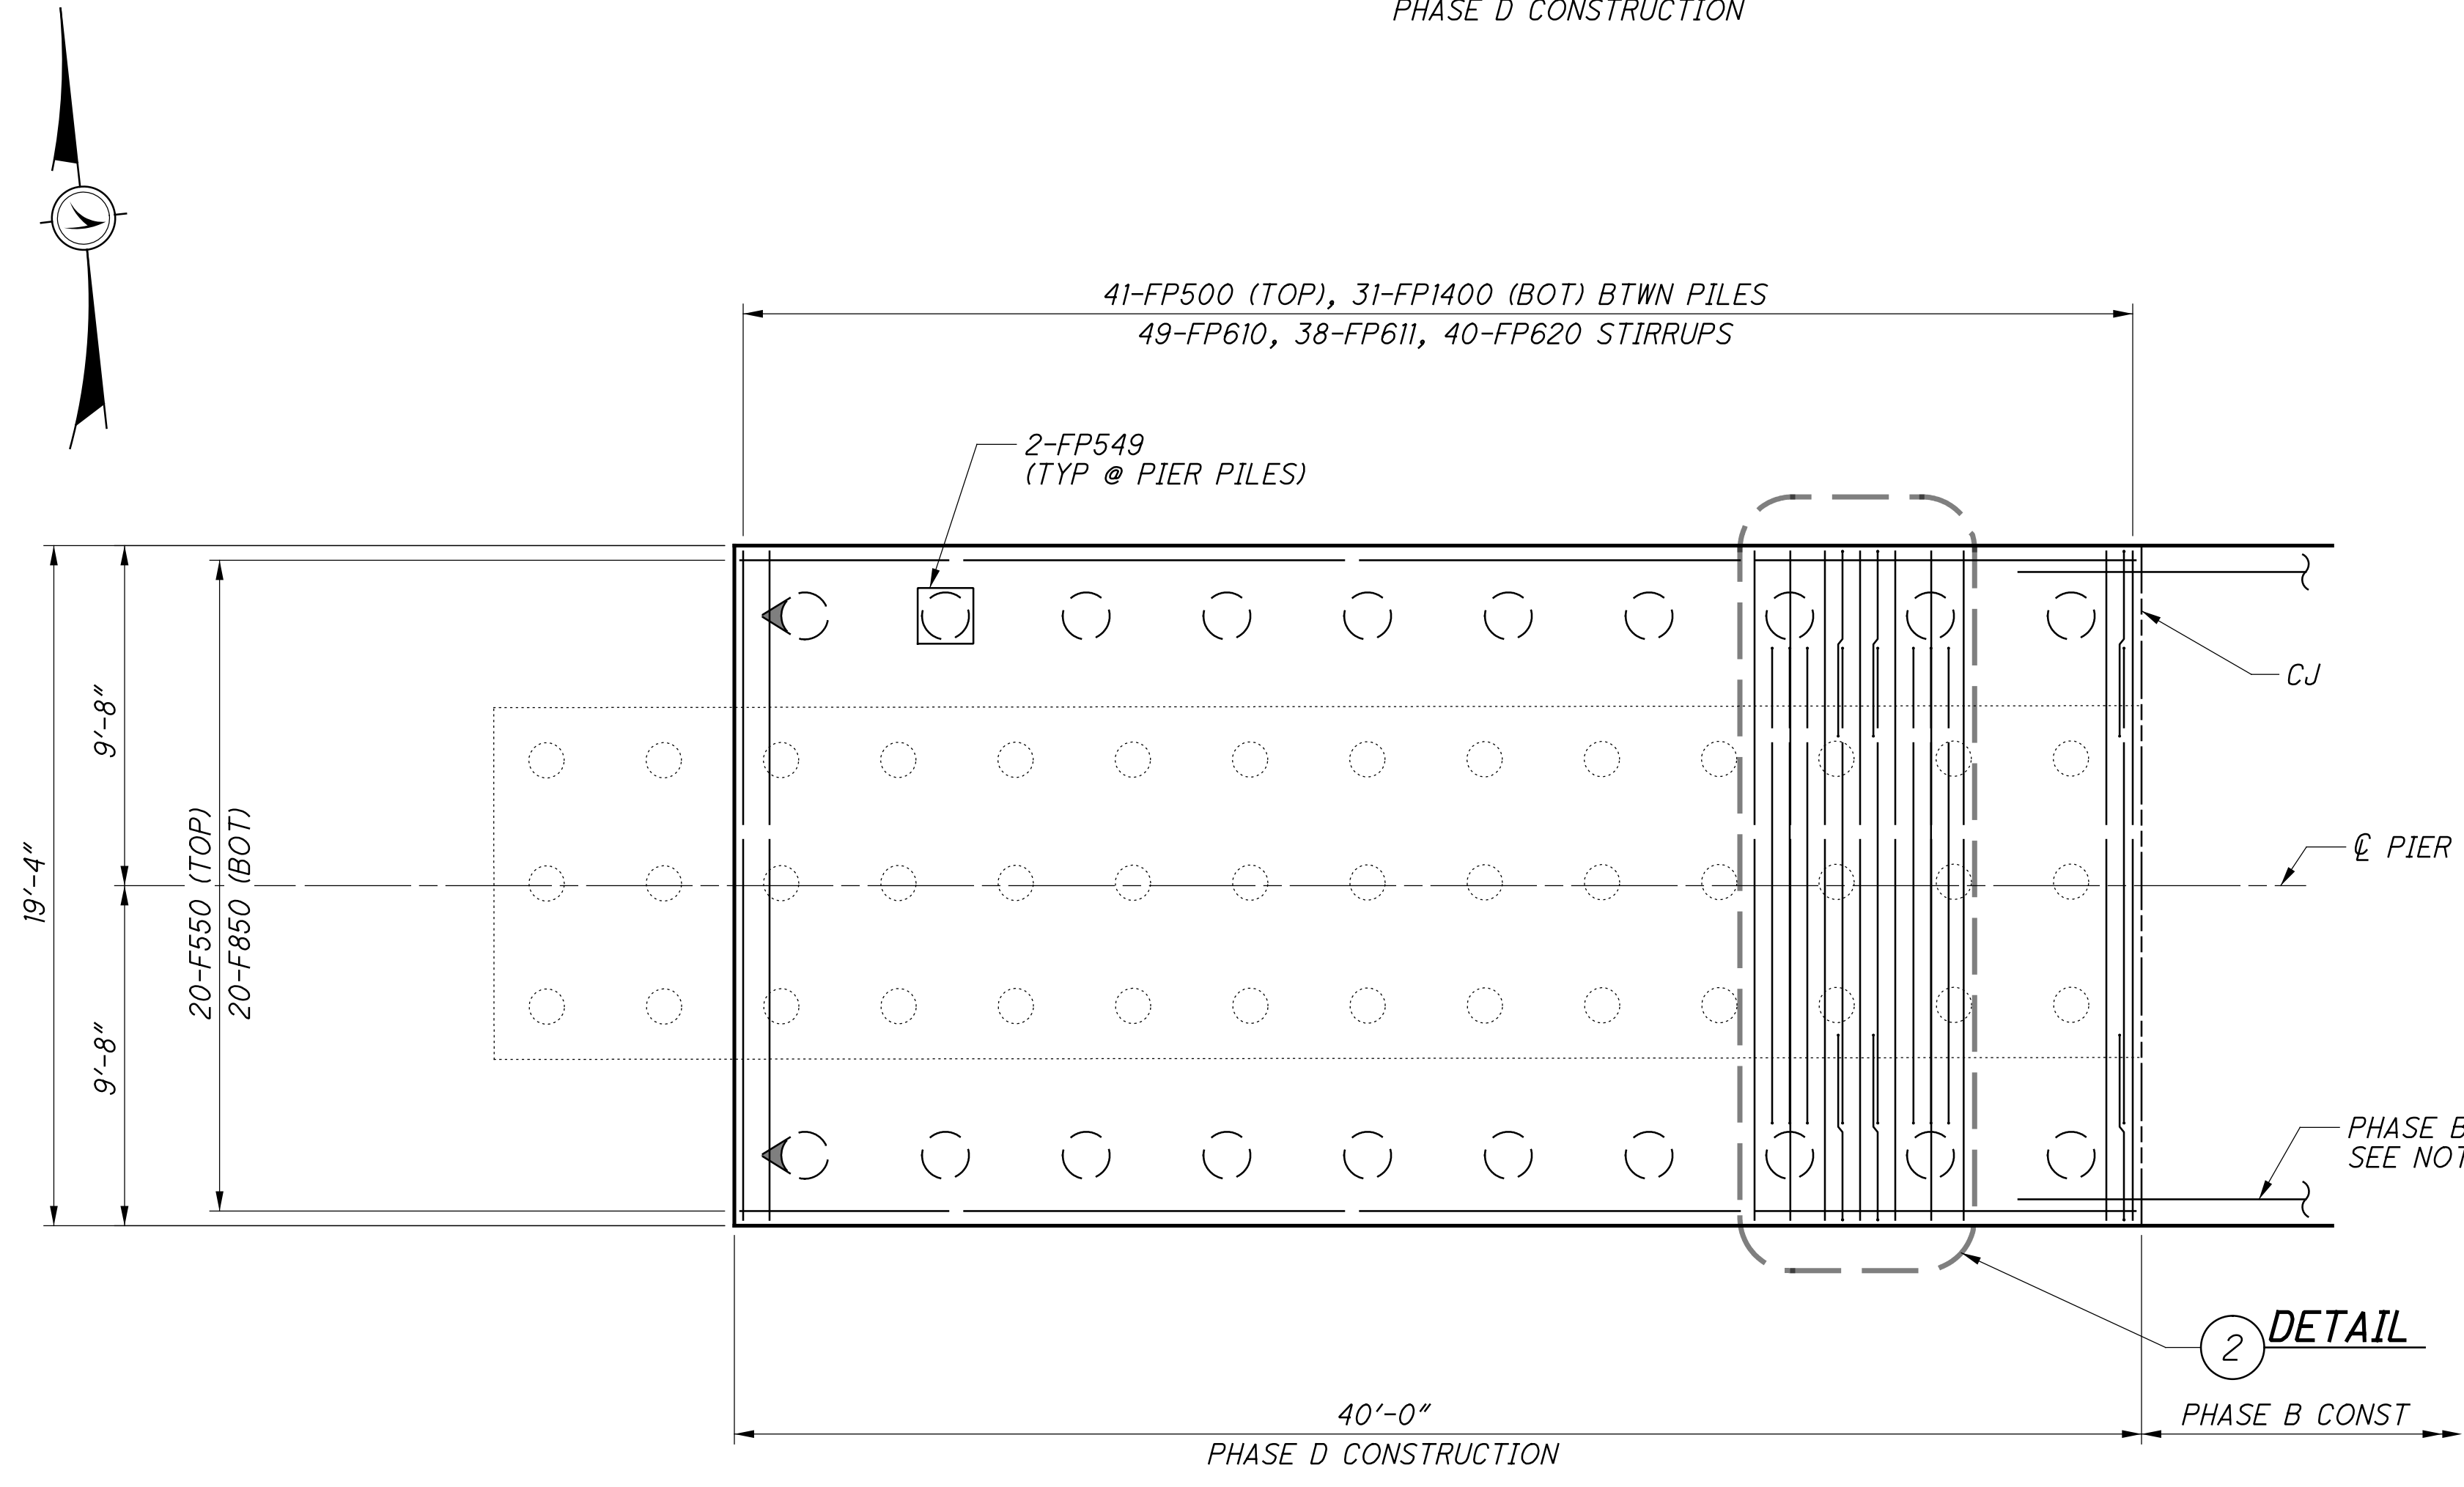 PHASE D CONSTRUCTION
41-FP500 (TOP), 31-FP1400 (BOT) BTWN PILES
49-FP610, 38-FP611, 40-FP620 STIRRUPS
2-FP549
(TYP @ PIER PILES)
CJ
9'-8"
19'-4"
20-F550 (TOP)
20-F850 (BOT)
9'-8"
℄ PIER
PHASE B
SEE NOT
2 DETAIL
40'-0"
PHASE D CONSTRUCTION
PHASE B CONST